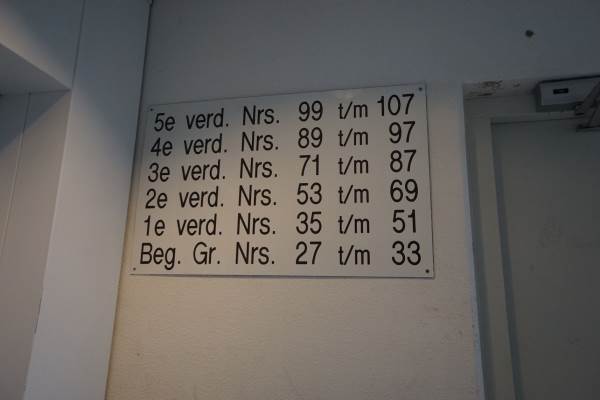 5e verd. Nrs. 99 t/m 107
4e verd. Nrs. 89 t/m 97
3e verd. Nrs. 71 t/m 87
2e verd. Nrs. 53 t/m 69
1e verd. Nrs. 35 t/m 51
Beg. Gr. Nrs. 27 t/m 33